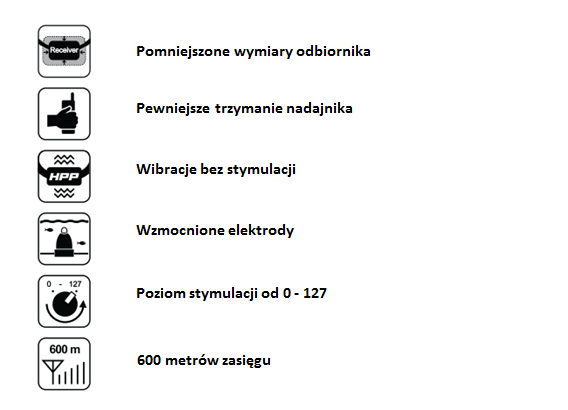 Receiver
Pomniejszone wymiary odbiornika
Pewniejsze trzymanie nadajnika
HPP
Wibracje bez stymulacji
Wzmocnione elektrody
0 - 127
Poziom stymulacji od 0 - 127
600 m
600 metrów zasięgu